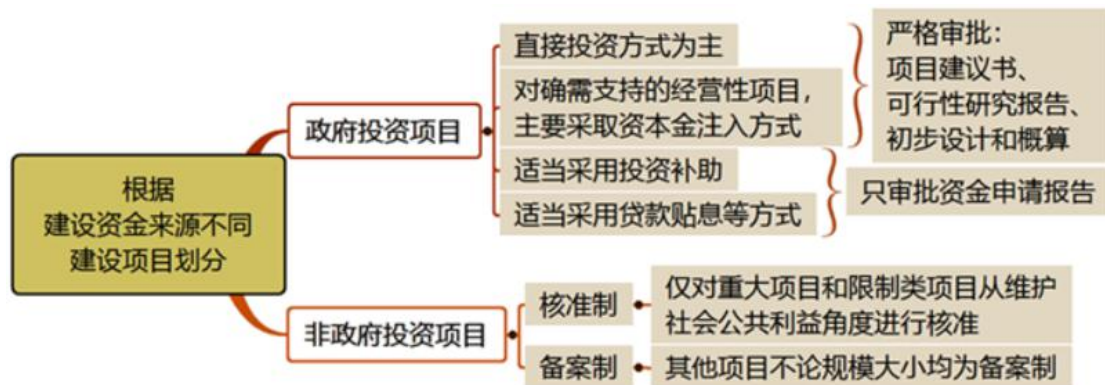 根据
建设资金来源不同
建设项目划分
政府投资项目
直接投资方式为主
对确需支持的经营性项目，
主要采取资本金注入方式
严格审批：
项目建议书、
可行性研究报告、
初步设计和概算
适当采用投资补助
适当采用贷款贴息等方式
只审批资金申请报告
非政府投资项目
核准制
仅对重大项目和限制类项目从维护
社会公共利益角度进行核准
备案制
其他项目不论规模大小均为备案制